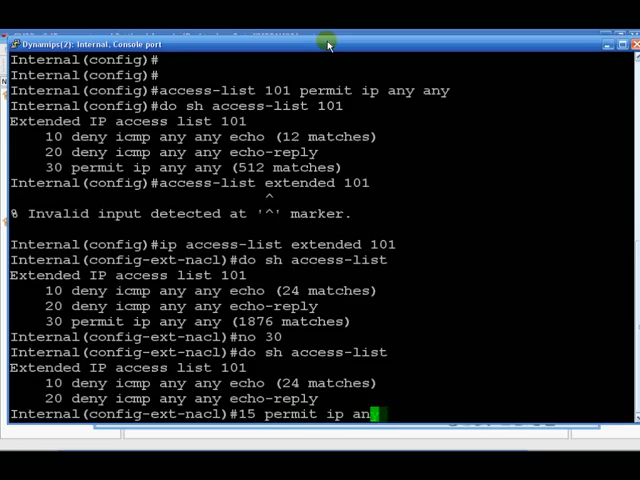 Dynamips(2): Internal, Console port
Internal(config)#
Internal(config)#
Internal(config)#access-list 101 permit ip any any
Internal(config)#do sh access-list 101
Extended IP access list 101
    10 deny icmp any any echo (12 matches)
    20 deny icmp any any echo-reply
    30 permit ip any any (512 matches)
Internal(config)#access-list extended 101
^
% Invalid input detected at '^' marker.
Internal(config)#ip access-list extended 101
Internal(config-ext-nacl)#do sh access-list
Extended IP access list 101
    10 deny icmp any any echo (24 matches)
    20 deny icmp any any echo-reply
    30 permit ip any any (1876 matches)
Internal(config-ext-nacl)#no 30
Internal(config-ext-nacl)#do sh access-list
Extended IP access list 101
    10 deny icmp any any echo (24 matches)
    20 deny icmp any any echo-reply
Internal(config-ext-nacl)#15 permit ip any